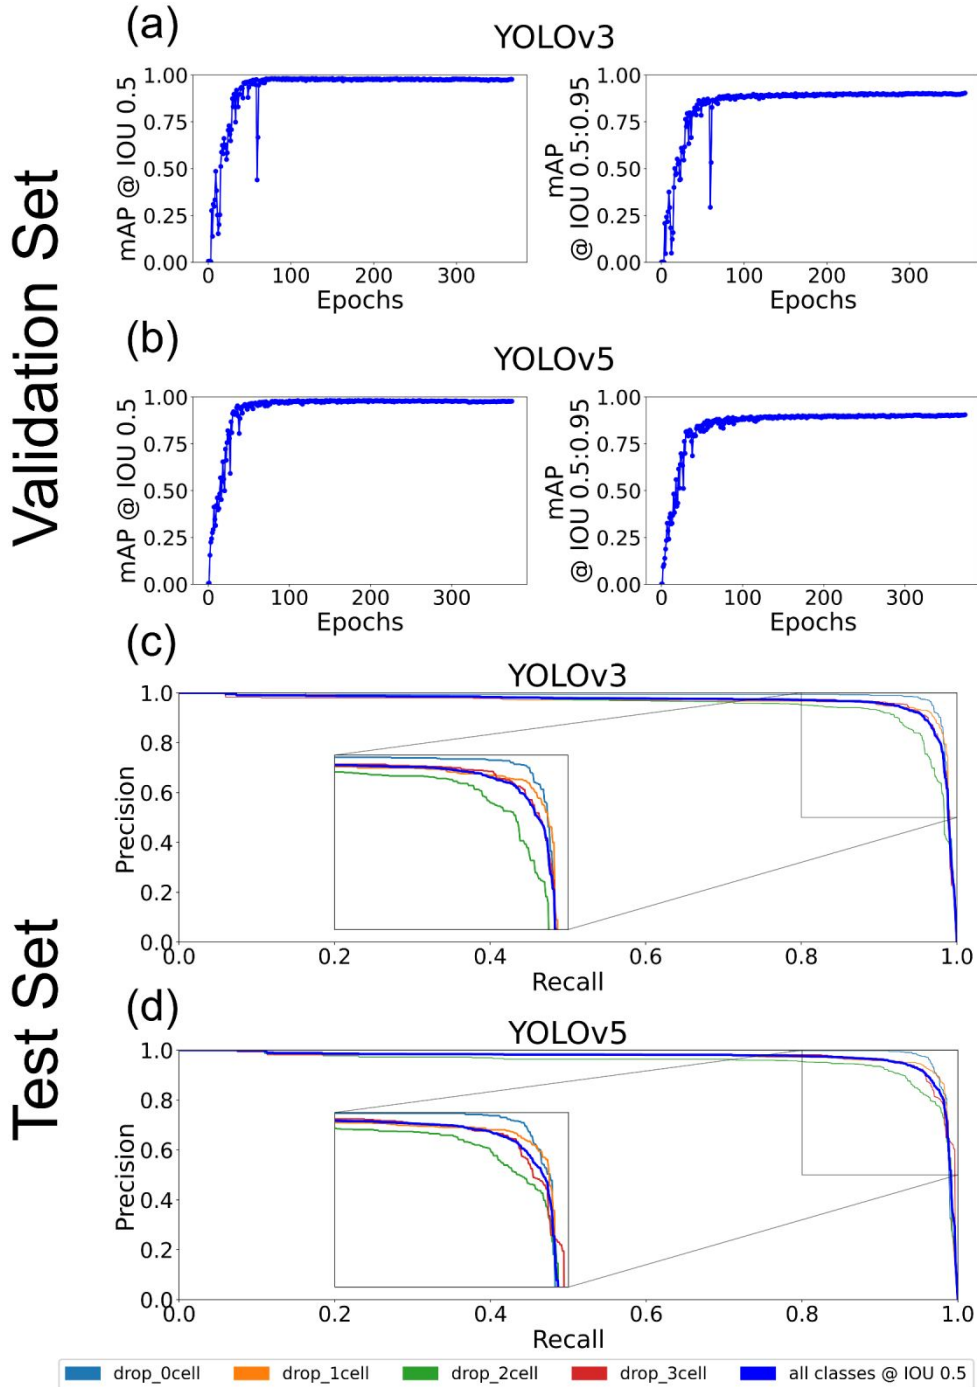 Validation Set
(a)
YOLOv3
1.00
0.75
0.50
0.25
0.00
mAP @ IOU 0.5
0
100
200
300
Epochs
1.00
0.75
0.50
0.25
0.00
mAP
@ IOU 0.5:0.95
0
100
200
300
Epochs
(b)
YOLOv5
1.00
0.75
0.50
0.25
0.00
mAP @ IOU 0.5
0
100
200
300
Epochs
1.00
0.75
0.50
0.25
0.00
mAP
@ IOU 0.5:0.95
0
100
200
300
Epochs
Test Set
(c)
YOLOv3
1.0
0.8
0.6
0.4
0.2
0.0
Precision
0.0
0.2
0.4
0.6
0.8
1.0
Recall
(d)
YOLOv5
1.0
0.8
0.6
0.4
0.2
0.0
Precision
0.0
0.2
0.4
0.6
0.8
1.0
Recall
drop_0cell
drop_1cell
drop_2cell
drop_3cell
all classes @ IOU 0.5